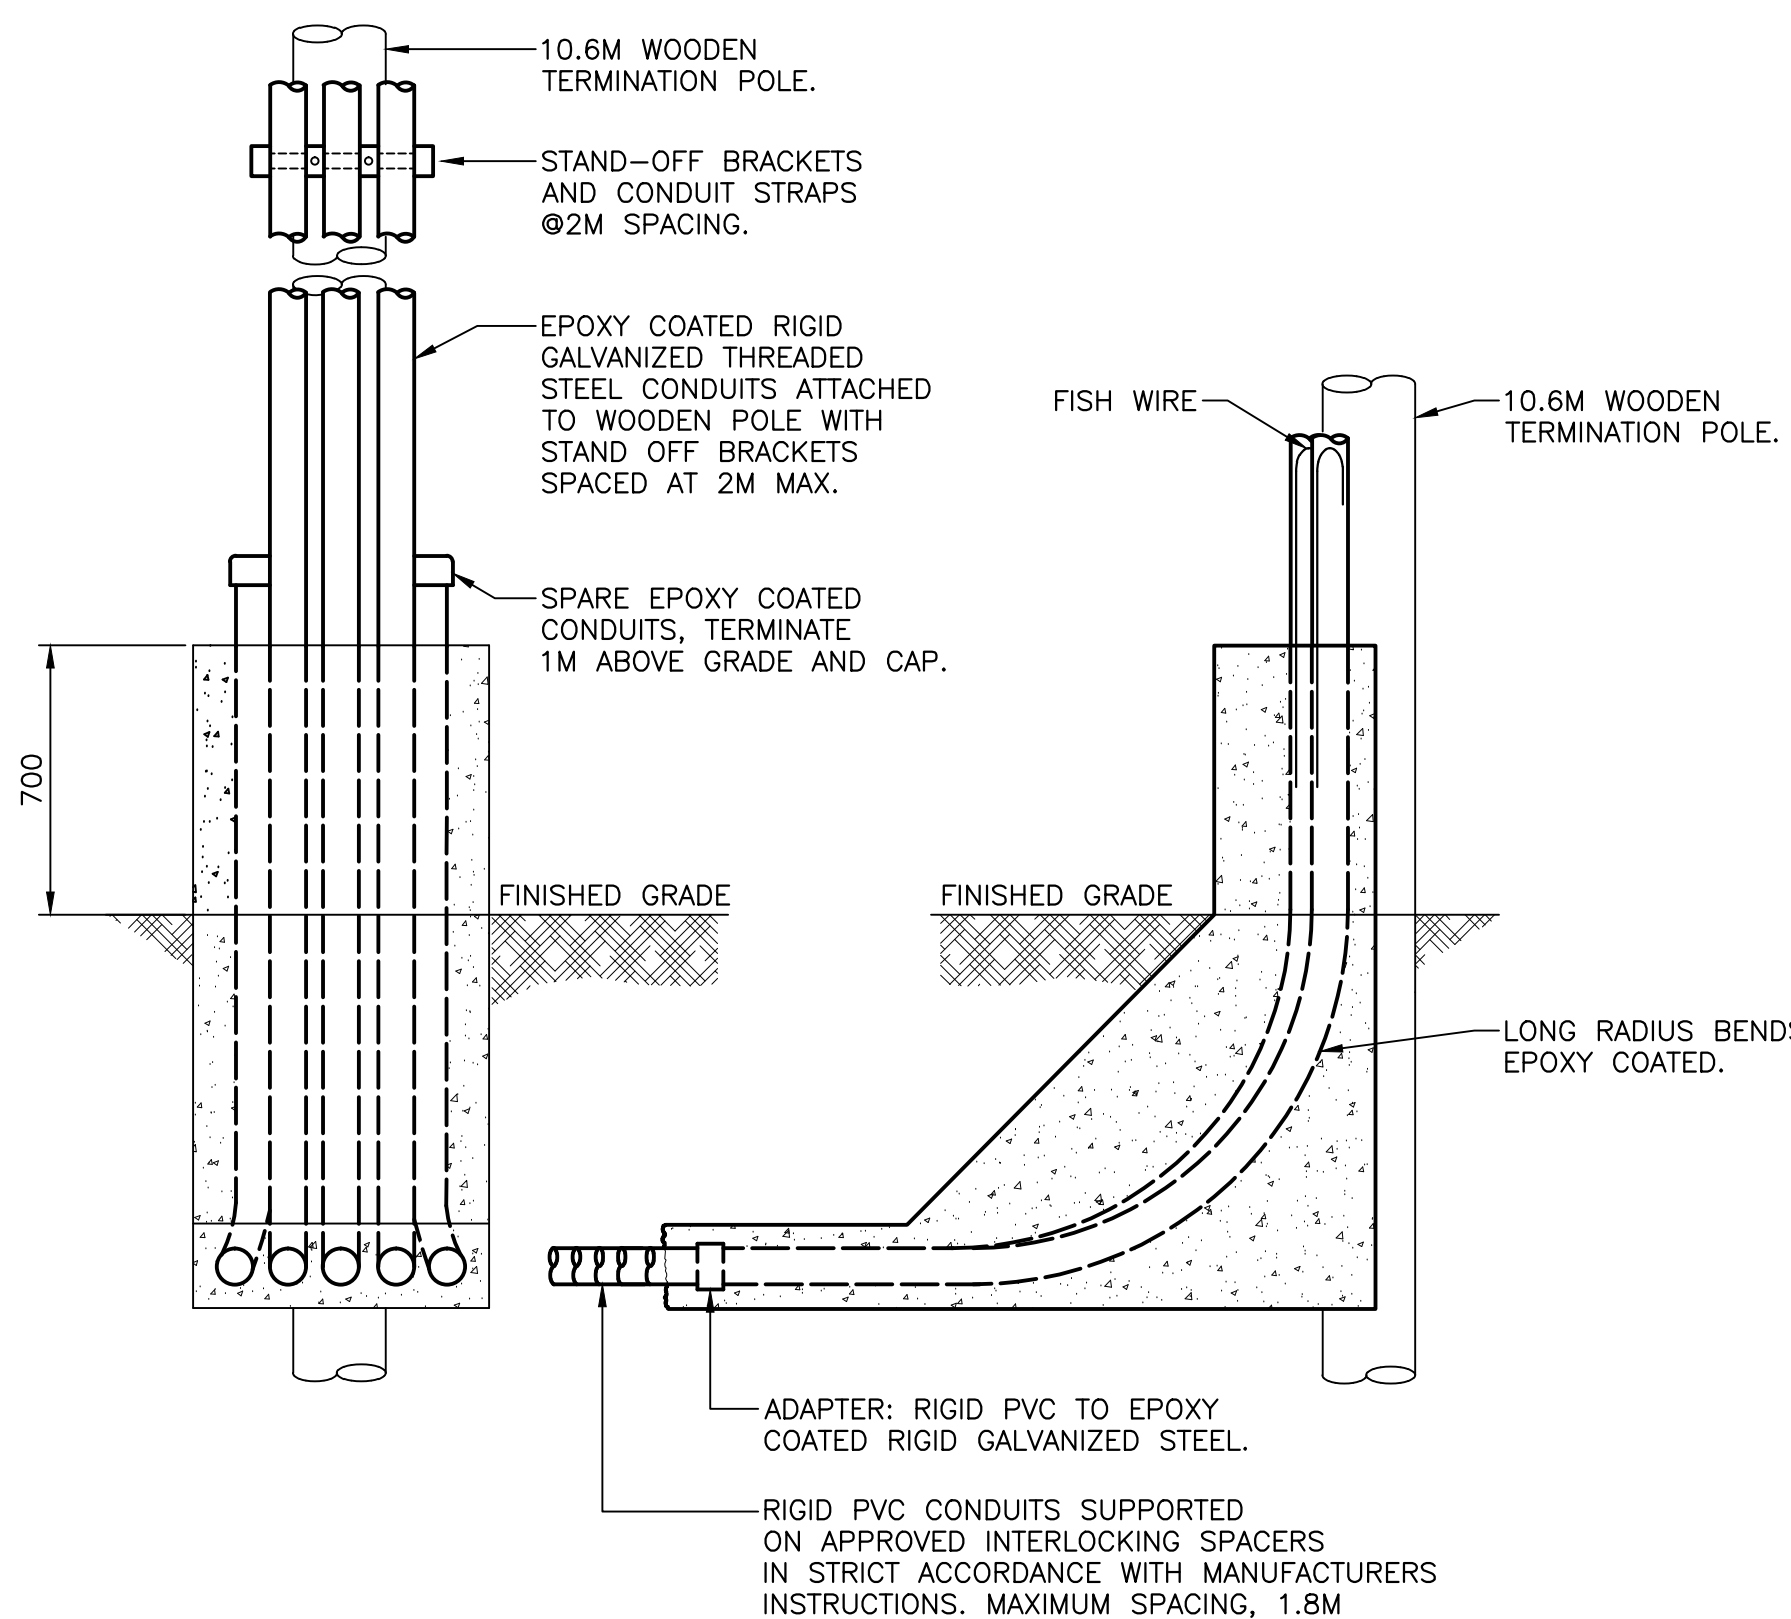 10.6M WOODEN
TERMINATION POLE.
STAND-OFF BRACKETS
AND CONDUIT STRAPS
@2M SPACING.
EPOXY COATED RIGID
GALVANIZED THREADED
STEEL CONDUITS ATTACHED
TO WOODEN POLE WITH
STAND OFF BRACKETS
SPACED AT 2M MAX.
SPARE EPOXY COATED
CONDUITS, TERMINATE
1M ABOVE GRADE AND CAP.
700
FINISHED GRADE
FISH WIRE
10.6M WOODEN
TERMINATION POLE.
FINISHED GRADE
LONG RADIUS BENDS
EPOXY COATED.
ADAPTER: RIGID PVC TO EPOXY
COATED RIGID GALVANIZED STEEL.
RIGID PVC CONDUITS SUPPORTED
ON APPROVED INTERLOCKING SPACERS
IN STRICT ACCORDANCE WITH MANUFACTURERS
INSTRUCTIONS. MAXIMUM SPACING, 1.8M